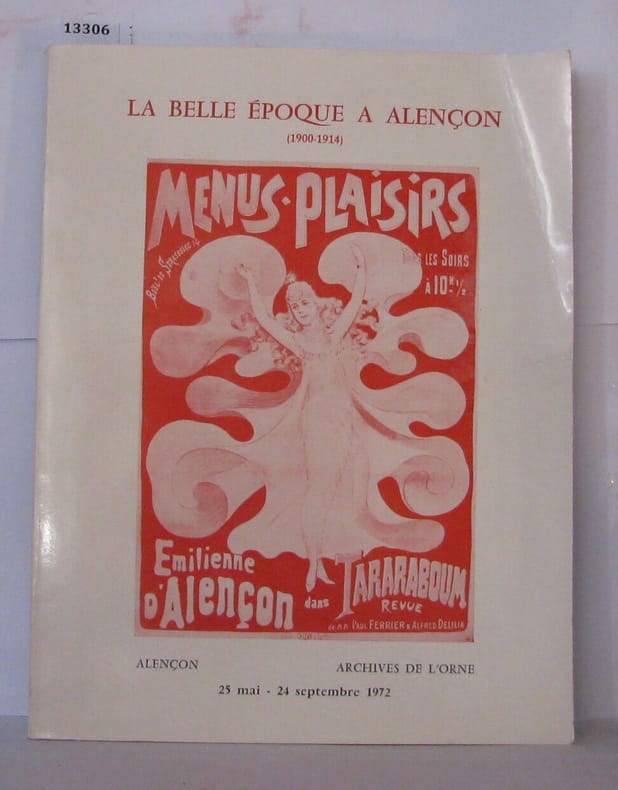 13306
LA BELLE ÉPOQUE A ALENÇON
(1900-1914)
MENUS-PLAISIRS
LES SOIRS
À 10H 1/2
Emilienne
D'Alençon
dans
TARARABOUM
REVUE
de M.M. PAUL FERRIER & ALFRED DELILIA
ALENÇON
ARCHIVES DE L'ORNE
25 mai - 24 septembre 1972